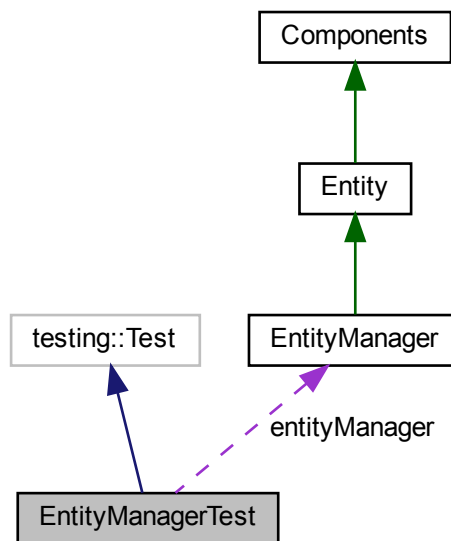 Components
Entity
testing::Test
EntityManager
entityManager
EntityManagerTest